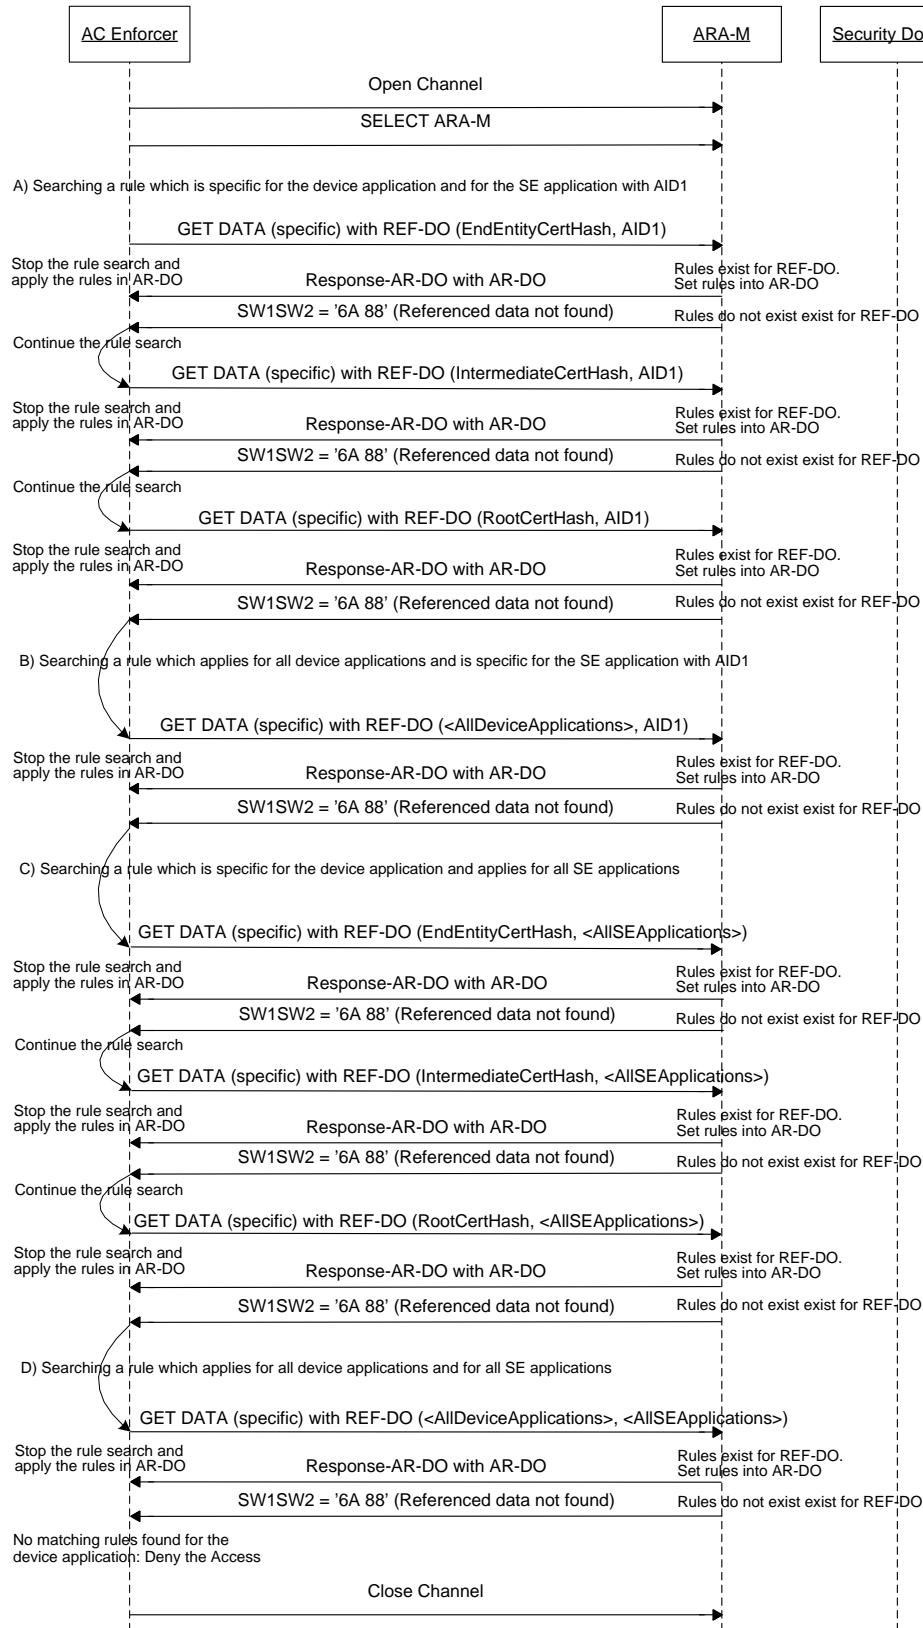 AC Enforcer
ARA-M
Security Do
Open Channel
SELECT ARA-M
A) Searching a rule which is specific for the device application and for the SE application with AID1
GET DATA (specific) with REF-DO (EndEntityCertHash, AID1)
Stop the rule search and
apply the rules in AR-DO
Response-AR-DO with AR-DO
Rules exist for REF-DO.
Set rules into AR-DO
SW1SW2 = '6A 88' (Referenced data not found)
Rules do not exist exist for REF-DO
Continue the rule search
GET DATA (specific) with REF-DO (IntermediateCertHash, AID1)
Stop the rule search and
apply the rules in AR-DO
Response-AR-DO with AR-DO
Rules exist for REF-DO.
Set rules into AR-DO
SW1SW2 = '6A 88' (Referenced data not found)
Rules do not exist exist for REF-DO
Continue the rule search
GET DATA (specific) with REF-DO (RootCertHash, AID1)
Stop the rule search and
apply the rules in AR-DO
Response-AR-DO with AR-DO
Rules exist for REF-DO.
Set rules into AR-DO
SW1SW2 = '6A 88' (Referenced data not found)
Rules do not exist exist for REF-DO
B) Searching a rule which applies for all device applications and is specific for the SE application with AID1
GET DATA (specific) with REF-DO (<AllDeviceApplications>, AID1)
Stop the rule search and
apply the rules in AR-DO
Response-AR-DO with AR-DO
Rules exist for REF-DO.
Set rules into AR-DO
SW1SW2 = '6A 88' (Referenced data not found)
Rules do not exist exist for REF-DO
C) Searching a rule which is specific for the device application and applies for all SE applications
GET DATA (specific) with REF-DO (EndEntityCertHash, <AllSEApplications>)
Stop the rule search and
apply the rules in AR-DO
Response-AR-DO with AR-DO
Rules exist for REF-DO.
Set rules into AR-DO
SW1SW2 = '6A 88' (Referenced data not found)
Rules do not exist exist for REF-DO
Continue the rule search
GET DATA (specific) with REF-DO (IntermediateCertHash, <AllSEApplications>)
Stop the rule search and
apply the rules in AR-DO
Response-AR-DO with AR-DO
Rules exist for REF-DO.
Set rules into AR-DO
SW1SW2 = '6A 88' (Referenced data not found)
Rules do not exist exist for REF-DO
Continue the rule search
GET DATA (specific) with REF-DO (RootCertHash, <AllSEApplications>)
Stop the rule search and
apply the rules in AR-DO
Response-AR-DO with AR-DO
Rules exist for REF-DO.
Set rules into AR-DO
SW1SW2 = '6A 88' (Referenced data not found)
Rules do not exist exist for REF-DO
D) Searching a rule which applies for all device applications and for all SE applications
GET DATA (specific) with REF-DO (<AllDeviceApplications>, <AllSEApplications>)
Stop the rule search and
apply the rules in AR-DO
Response-AR-DO with AR-DO
Rules exist for REF-DO.
Set rules into AR-DO
SW1SW2 = '6A 88' (Referenced data not found)
Rules do not exist exist for REF-DO
No matching rules found for the
device application: Deny the Access
Close Channel